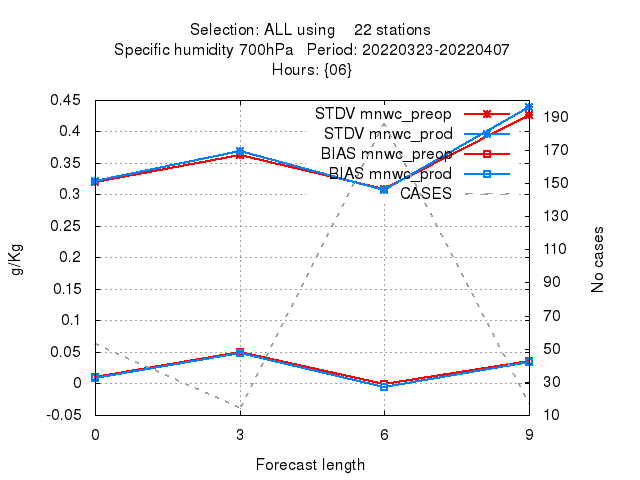 Selection: ALL using    22 stations
Specific humidity 700hPa   Period: 20220323-20220407
Hours: {06}
STDV mnwc_preop
STDV mnwc_prod
BIAS mnwc_preop
BIAS mnwc_prod
CASES
0.45
0.4
0.35
0.3
0.25
0.2
0.15
0.1
0.05
0
-0.05
190
170
150
130
110
90
70
50
30
10
g/Kg
No cases
0 3 6 9
Forecast length